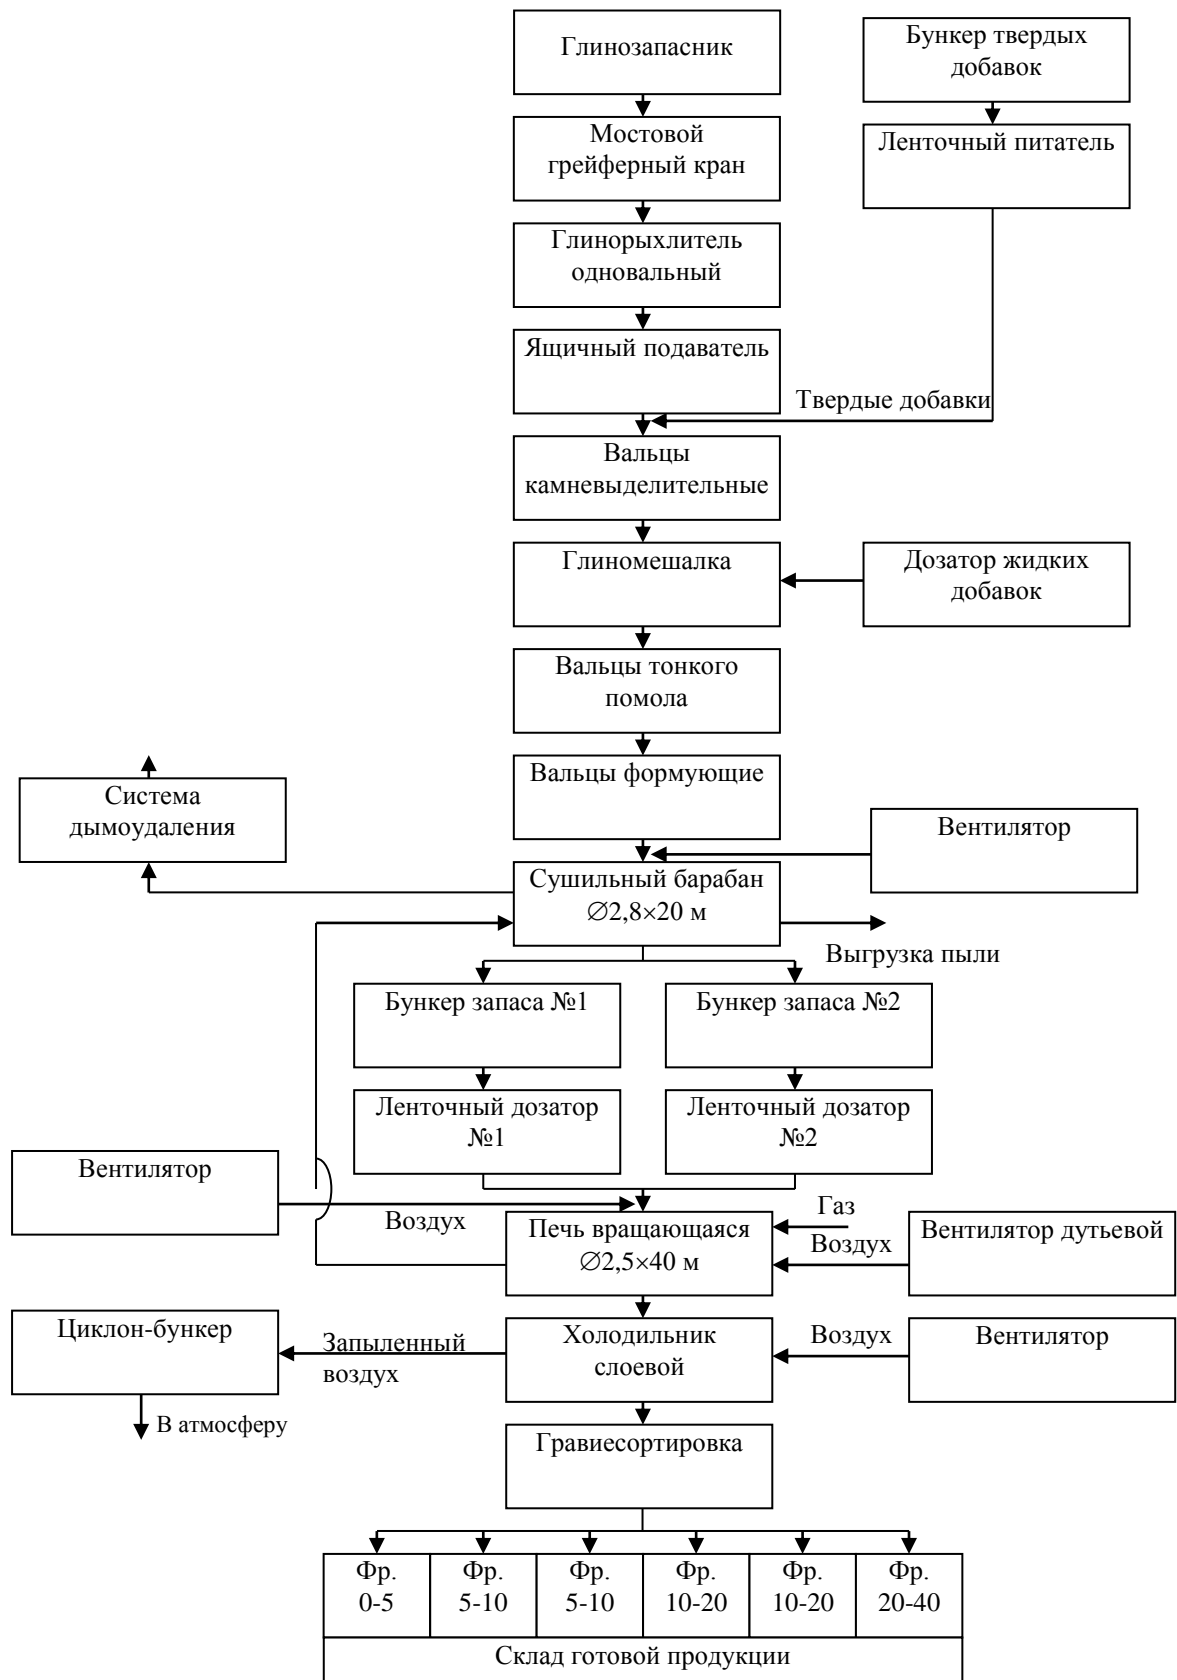 Глинозапасник
Бункер твердых
добавок
Мостовой
грейферный кран
Ленточный питатель
Глинорыхлитель
одновальный
Ящичный подаватель
Твердые добавки
Вальцы
камневыделительные
Глиномешалка
Дозатор жидких
добавок
Вальцы тонкого
помола
Вальцы формующие
Система
дымоудаления
Вентилятор
Сушильный барабан
∅2,8×20 м
Выгрузка пыли
Бункер запаса №1
Бункер запаса №2
Ленточный дозатор
№1
Ленточный дозатор
№2
Вентилятор
Воздух
Печь вращающаяся
∅2,5×40 м
Газ
Воздух
Вентилятор дутьевой
Циклон-бункер
Запыленный
воздух
Холодильник
слоевой
Воздух
Вентилятор
В атмосферу
Гравиесортировка
Фр.
0-5
Фр.
5-10
Фр.
5-10
Фр.
10-20
Фр.
10-20
Фр.
20-40
Склад готовой продукции